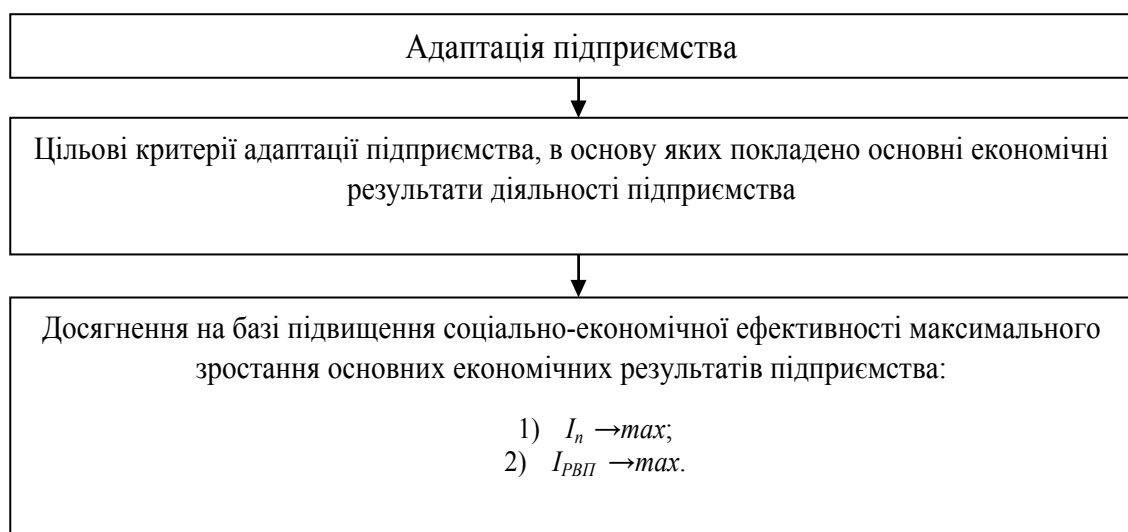 Адаптація підприємства
Цільові критерії адаптації підприємства, в основу яких покладено основні економічні
результати діяльності підприємства
Досягнення на базі підвищення соціально-економічної ефективності максимального
зростання основних економічних результатів підприємства:
1) Iп →max;
2) IРВП →max.